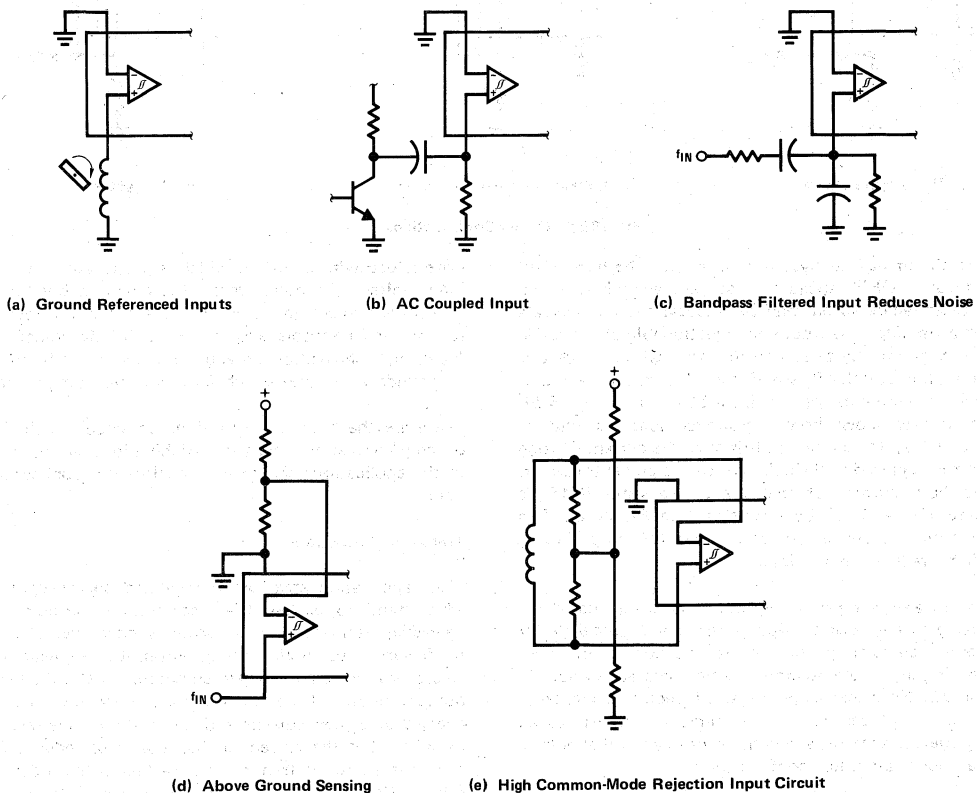 (a) Ground Referenced Inputs
(b) AC Coupled Input
fIN
(c) Bandpass Filtered Input Reduces Noise
+
fIN
(d) Above Ground Sensing
+
(e) High Common-Mode Rejection Input Circuit